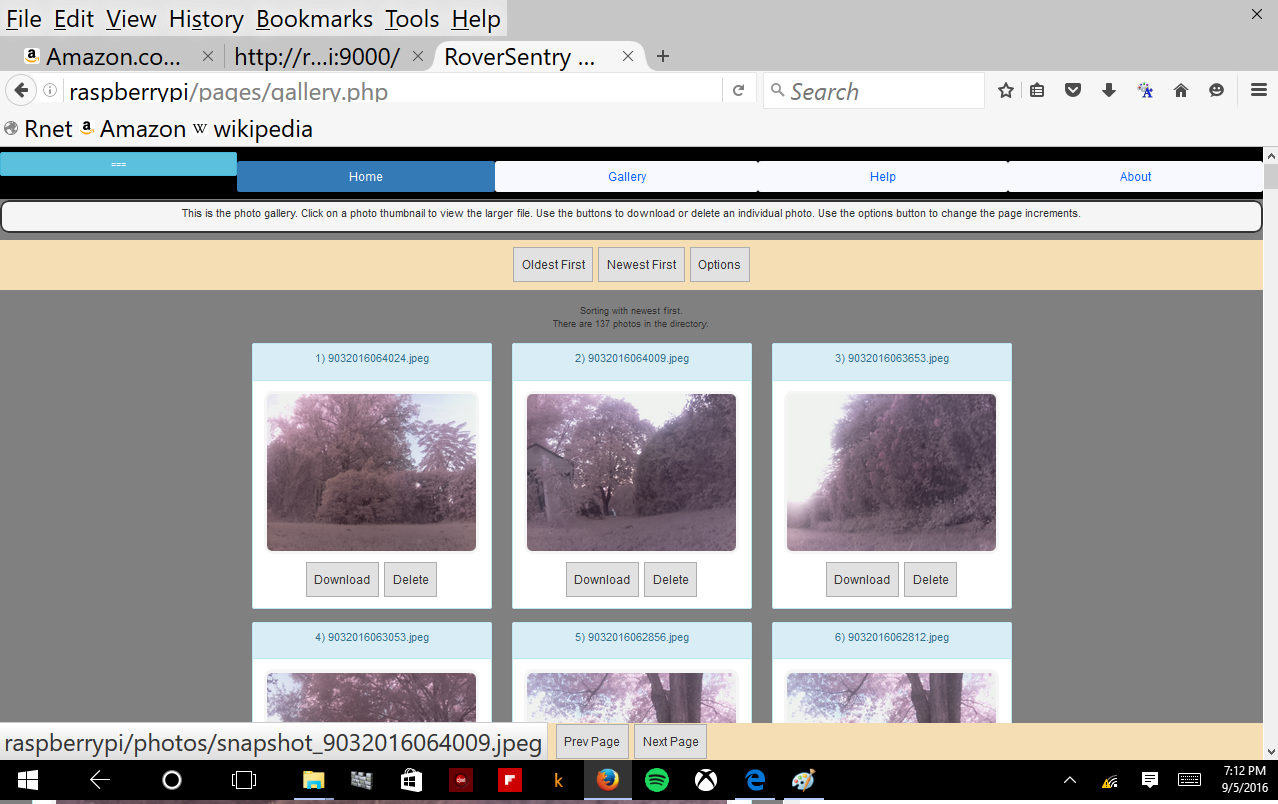 File Edit View History Bookmarks Tools Help
Amazon.co... http://r...i:9000/ RoverSentry ...
raspberrypi/pages/gallery.php Search
Rnet Amazon W wikipedia
===
Home Gallery Help About
This is the photo gallery. Click on a photo thumbnail to view the larger file. Use the buttons to download or delete an individual photo. Use the options button to change the page increments.
Oldest First Newest First Options
Sorting with newest first.
There are 137 photos in the directory.
1) 9032016064024.jpeg 2) 9032016064009.jpeg 3) 9032016063653.jpeg
Download Delete Download Delete Download Delete
4) 9032016063053.jpeg 5) 9032016062856.jpeg 6) 9032016062812.jpeg
raspberrypi/photos/snapshot_9032016064009.jpeg Prev Page Next Page
7:12 PM
9/5/2016